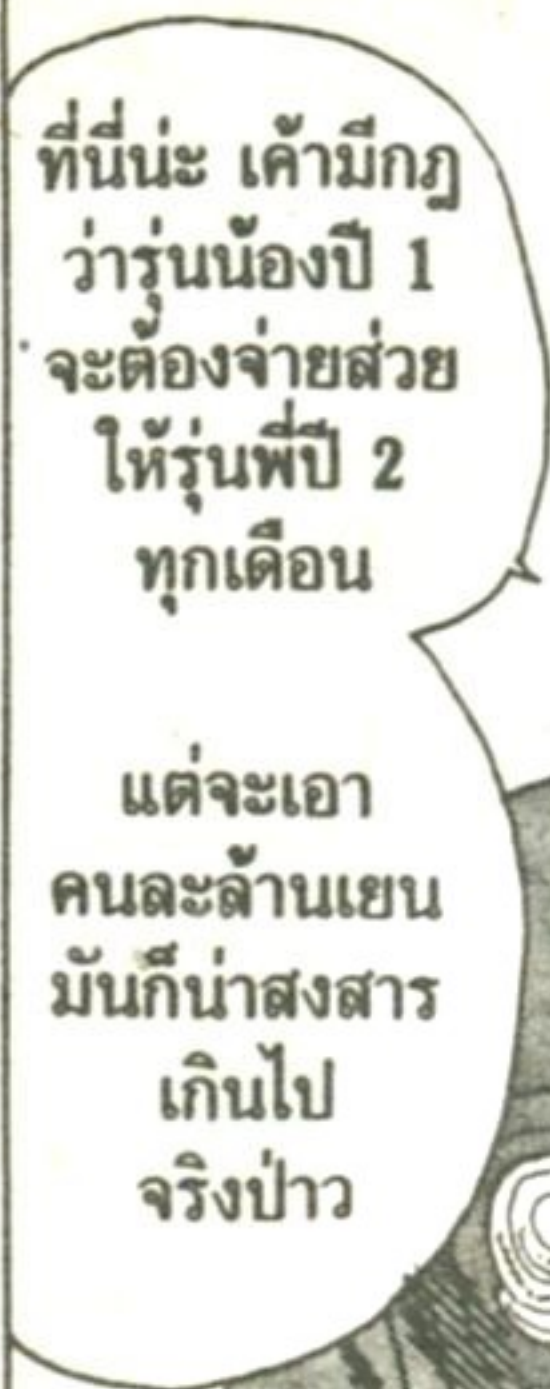 ที่นี่น่ะ เค้ามีกฎ
ว่ารุ่นน้องปี 1
จะต้องจ่ายส่วย
ให้รุ่นพี่ปี 2
ทุกเดือน
แต่จะเอา
คนละล้านเยน
มันก็น่าสงสาร
เกินไป
จริงป่าว